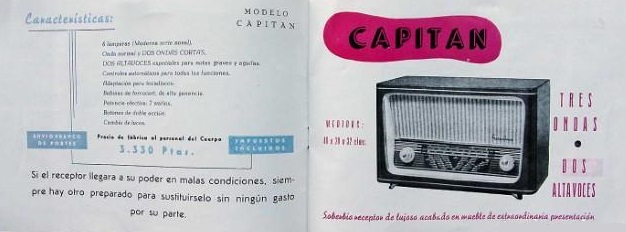 Características:
MODELO
CAPITAN
6 lámparas (Moderna serie noval).
Onda normal y DOS ONDAS CORTAS.
DOS ALTAVOCES especiales para notas graves y agudas.
Controles automáticos para todas las funciones.
Adaptación para tocadiscos.
Bobinas de ferrocart, de alta ganancia.
Potencia efectiva: 7 watios.
Botones de doble acción.
Cambio de luces.
ENVIO FRANCO
DE PORTES
Precio de fábrica al personal del Cuerpo
3.330 Ptas.
IMPUESTOS
INCLUIDOS
Si el receptor llegara a su poder en malas condiciones, siem-
pre hay otro preparado para sustituírselo sin ningún gasto
por su parte.
CAPITAN
MEDIDAS:
TRES
ONDAS
DOS
ALTAVOCES
Soberbio receptor de lujoso acabado en mueble de extraordinaria presentación